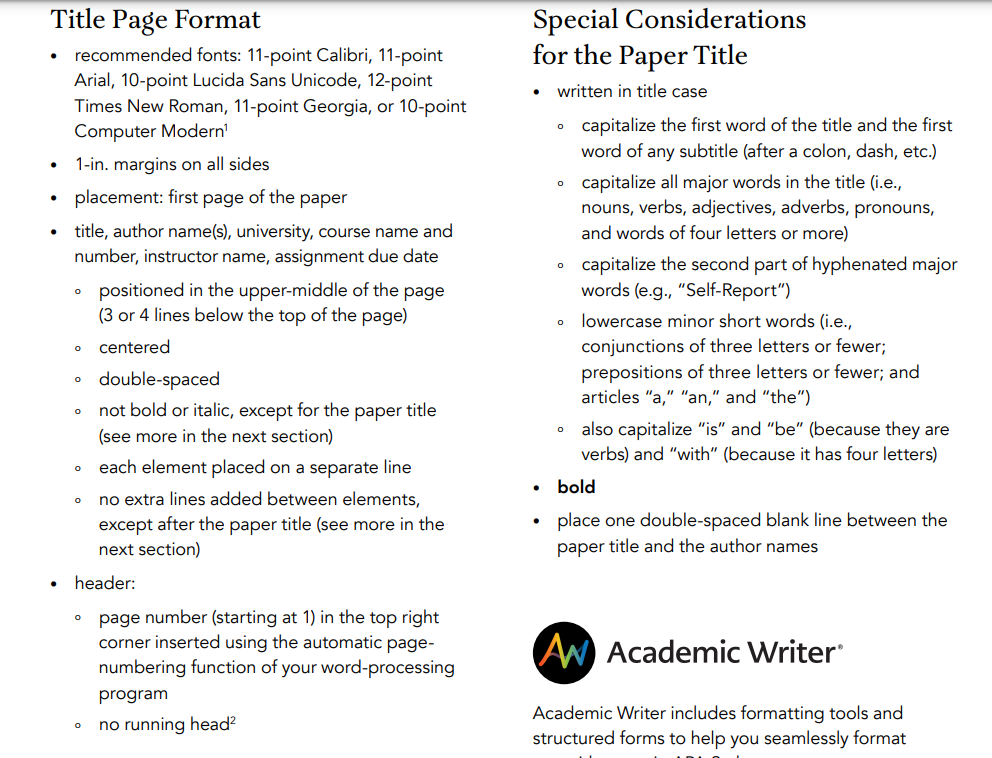 Title Page Format
• recommended fonts: 11-point Calibri, 11-point
Arial, 10-point Lucida Sans Unicode, 12-point
Times New Roman, 11-point Georgia, or 10-point
Computer Modern¹
• 1-in. margins on all sides
• placement: first page of the paper
• title, author name(s), university, course name and
number, instructor name, assignment due date
○ positioned in the upper-middle of the page
(3 or 4 lines below the top of the page)
○ centered
○ double-spaced
○ not bold or italic, except for the paper title
(see more in the next section)
○ each element placed on a separate line
○ no extra lines added between elements,
except after the paper title (see more in the
next section)
• header:
○ page number (starting at 1) in the top right
corner inserted using the automatic page-
numbering function of your word-processing
program
○ no running head²
Special Considerations
for the Paper Title
• written in title case
○ capitalize the first word of the title and the first
word of any subtitle (after a colon, dash, etc.)
○ capitalize all major words in the title (i.e.,
nouns, verbs, adjectives, adverbs, pronouns,
and words of four letters or more)
○ capitalize the second part of hyphenated major
words (e.g., “Self-Report”)
○ lowercase minor short words (i.e.,
conjunctions of three letters or fewer;
prepositions of three letters or fewer; and
articles “a,” “an,” and “the”)
○ also capitalize “is” and “be” (because they are
verbs) and “with” (because it has four letters)
• bold
• place one double-spaced blank line between the
paper title and the author names
AW Academic Writer®
Academic Writer includes formatting tools and
structured forms to help you seamlessly format